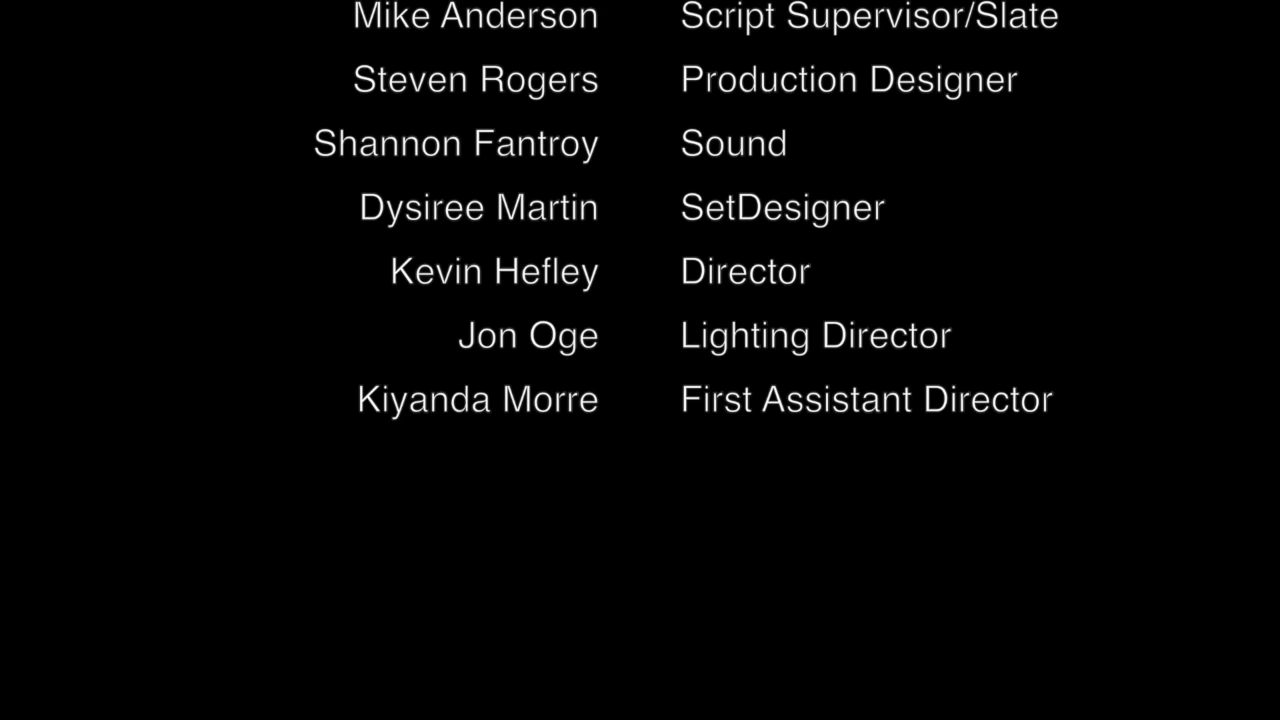 Mike Anderson Script Supervisor/Slate
Steven Rogers Production Designer
Shannon Fantroy Sound
Dysiree Martin SetDesigner
Kevin Hefley Director
Jon Oge Lighting Director
Kiyanda Morre First Assistant Director